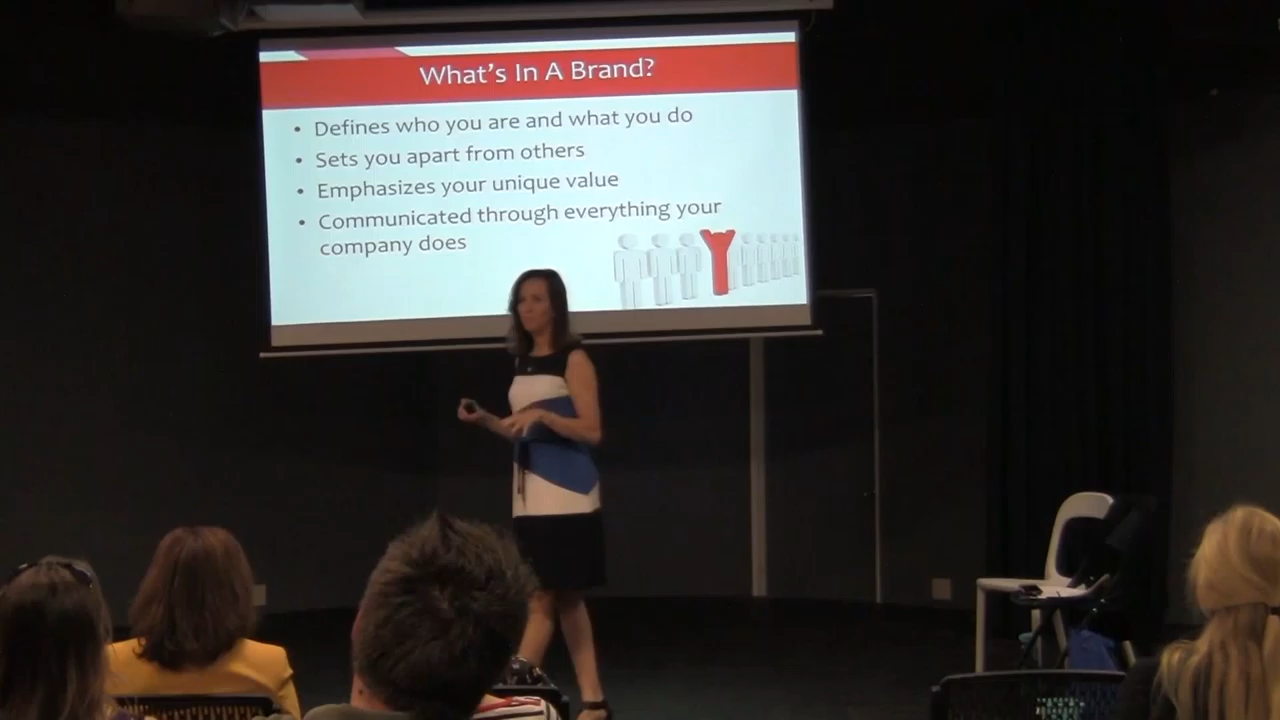 What's In A Brand?
• Defines who you are and what you do
• Sets you apart from others
• Emphasizes your unique value
• Communicated through everything your
company does